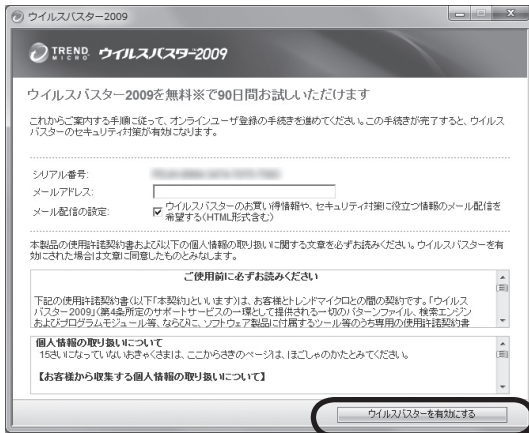 ウイルスバスター2009
TREND MICRO ウイルスバスター2009
ウイルスバスター2009を無料※で90日間お試しいただけます
これからご案内する手順に従って、オンラインユーザ登録の手続きを進めてください。この手続きが完了すると、ウイルス
バスターのセキュリティ対策が有効になります。
シリアル番号:
メールアドレス:
メール配信の設定:
ウイルスバスターのお買い得情報や、セキュリティ対策に役立つ情報のメール配信を
希望する(HTML形式含む)
本製品の使用許諾契約書および以下の個人情報の取り扱いに関する文章を必ずお読みください。ウイルスバスターを有
効にされた場合は文章に同意したものとみなします。
ご使用前に必ずお読みください
下記の使用許諾契約書(以下「本契約」といいます)は、お客様とトレンドマイクロとの間の契約です。「ウイルス
バスター2009」(第4条所定のサポートサービスの一環として提供される一切のパターンファイル、検索エンジン
およびプログラムモジュール等、ならびに、ソフトウェア製品に付属するツール等のうち専用の使用許諾契約書
個人情報の取り扱いについて
15さいになっていないおきゃくさまは、ここからさきのページは、ほごしゃのかたとみてください。
【お客様から収集する個人情報の取り扱いについて】
ウイルスバスターを有効にする